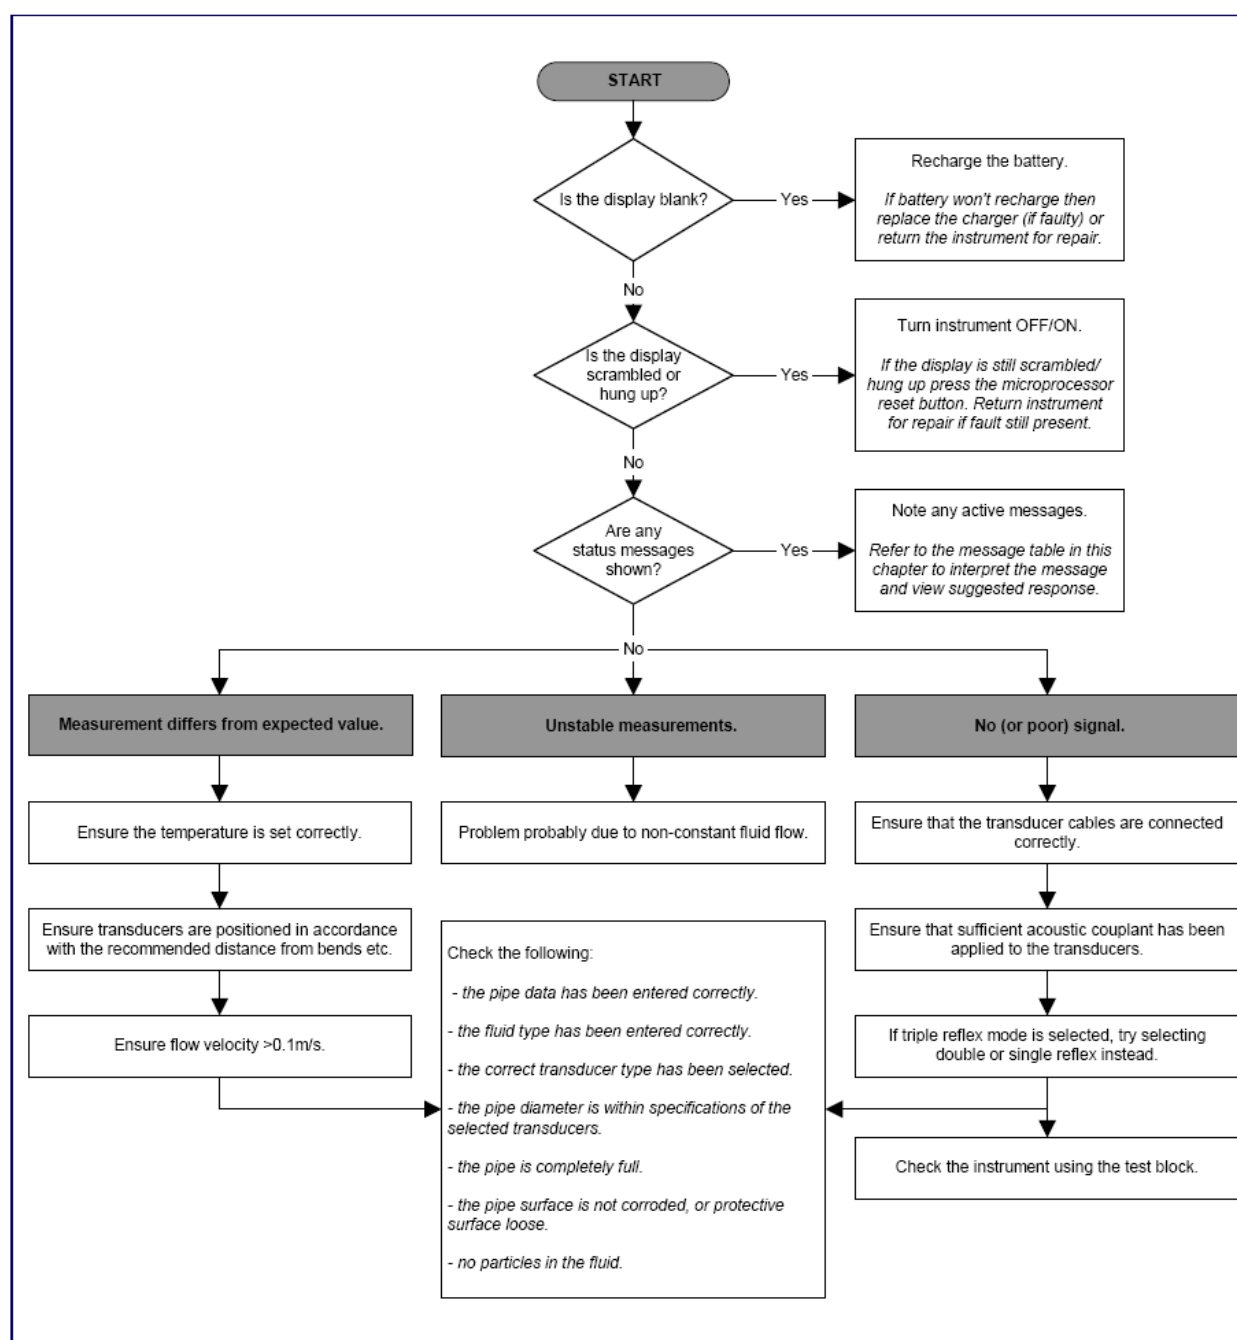 START
Is the display blank?
Yes
Recharge the battery.
If battery won't recharge then
replace the charger (if faulty) or
return the instrument for repair.
No
Is the display
scrambled or
hung up?
Yes
Turn instrument OFF/ON.
If the display is still scrambled/
hung up press the microprocessor
reset button. Return instrument
for repair if fault still present.
No
Are any
status messages
shown?
Yes
Note any active messages.
Refer to the message table in this
chapter to interpret the message
and view suggested response.
No
Measurement differs from expected value.
Ensure the temperature is set correctly.
Ensure transducers are positioned in accordance
with the recommended distance from bends etc.
Ensure flow velocity >0.1m/s.
Unstable measurements.
Problem probably due to non-constant fluid flow.
Check the following:
- the pipe data has been entered correctly.
- the fluid type has been entered correctly.
- the correct transducer type has been selected.
- the pipe diameter is within specifications of the
selected transducers.
- the pipe is completely full.
- the pipe surface is not corroded, or protective
surface loose.
- no particles in the fluid.
No (or poor) signal.
Ensure that the transducer cables are connected
correctly.
Ensure that sufficient acoustic couplant has been
applied to the transducers.
If triple reflex mode is selected, try selecting
double or single reflex instead.
Check the instrument using the test block.